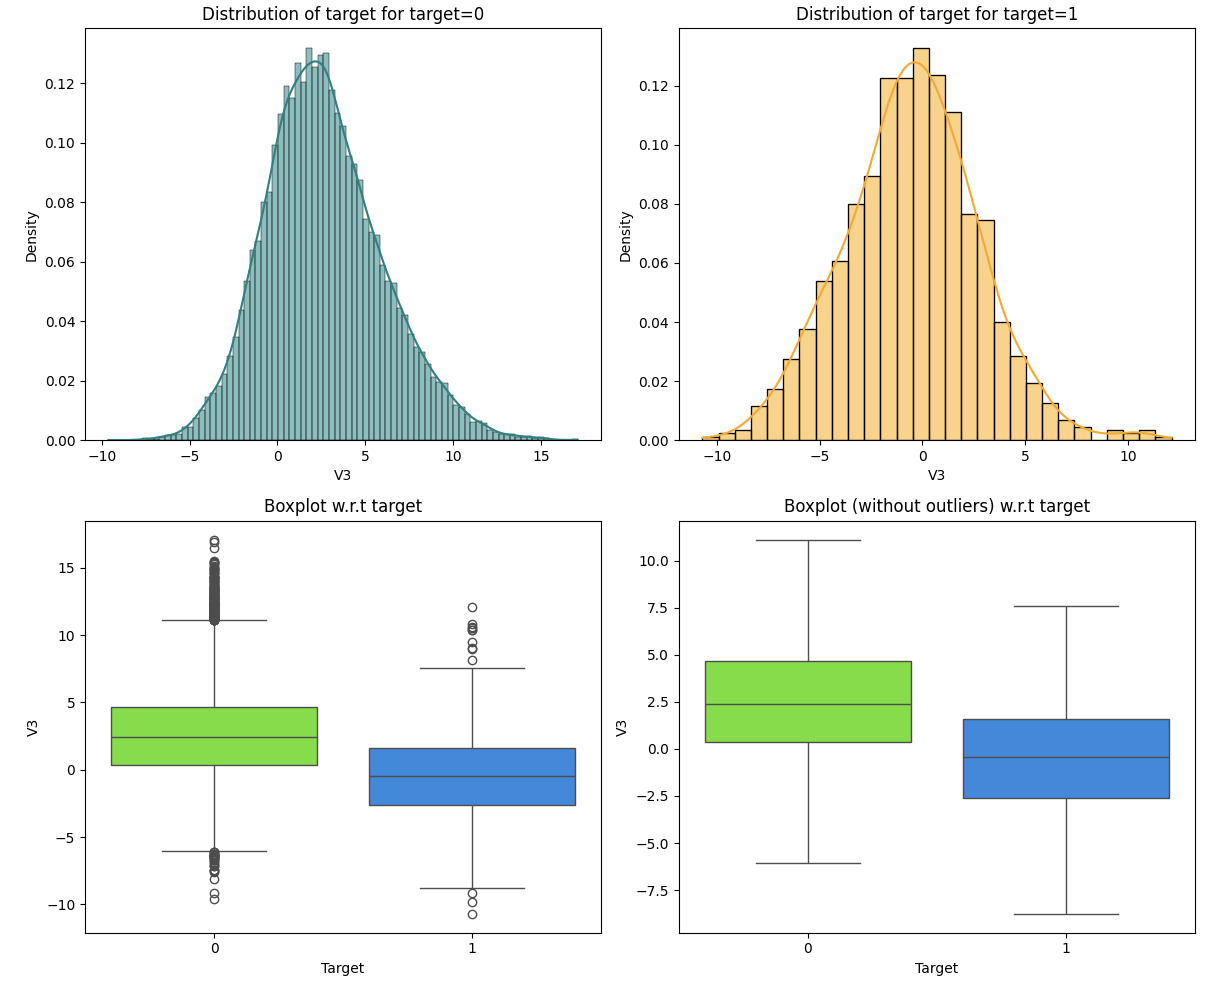 Distribution of target for target=0
Density
0.12
0.10
0.08
0.06
0.04
0.02
0.00
−10 −5 0 5 10 15
V3
Distribution of target for target=1
Density
0.12
0.10
0.08
0.06
0.04
0.02
0.00
−10 −5 0 5 10
V3
Boxplot w.r.t target
V3
15
10
5
0
−5
−10
0 1
Target
Boxplot (without outliers) w.r.t target
V3
10.0
7.5
5.0
2.5
0.0
−2.5
−5.0
−7.5
0 1
Target